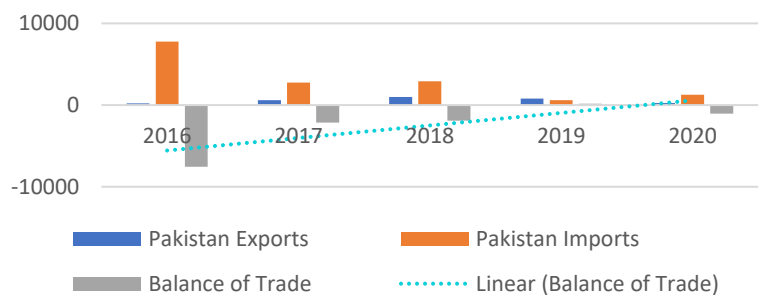 10000
0
2016 2017 2018 2019 2020
-10000
Pakistan Exports Pakistan Imports
Balance of Trade Linear (Balance of Trade)